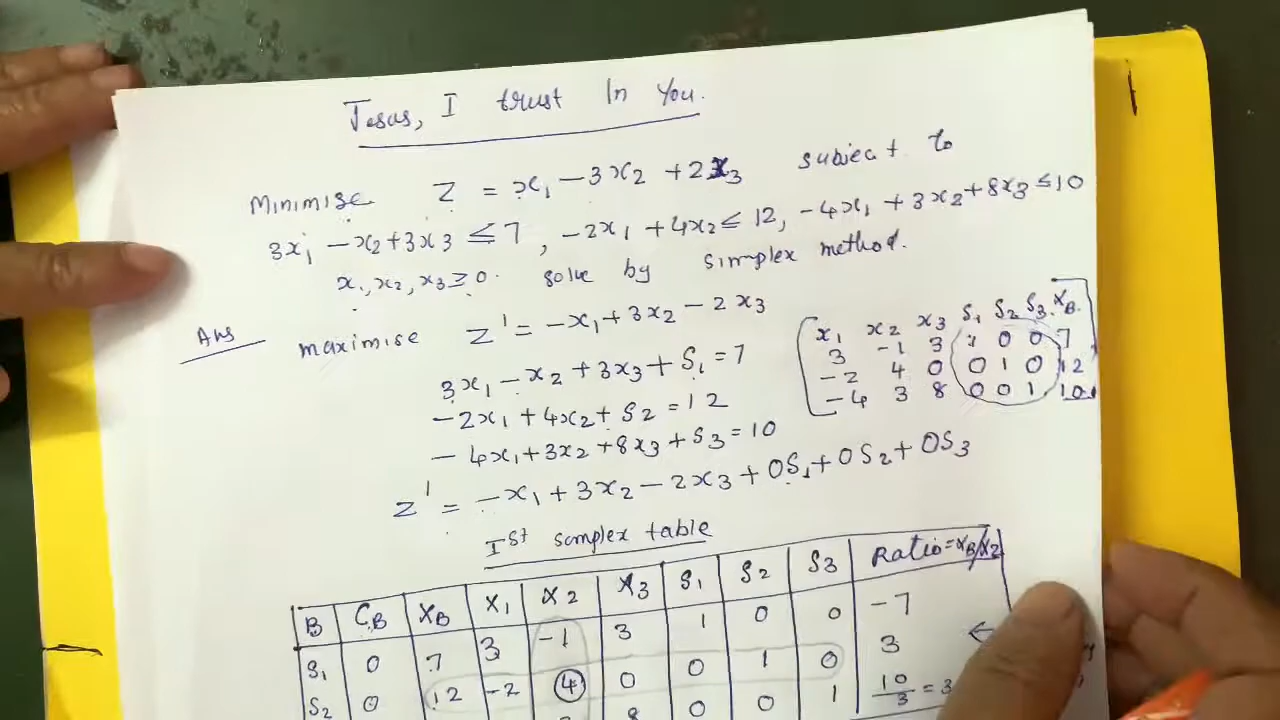 Jesus, I trust In You.
Minimise Z = x₁ - 3x₂ + 2x₃ subject to
3x₁ - x₂ + 3x₃ ≤ 7, -2x₁ + 4x₂ ≤ 12, -4x₁ + 3x₂ + 8x₃ ≤ 10
x₁, x₂, x₃ ≥ 0. solve by simplex method.
Ans maximise Z' = -x₁ + 3x₂ - 2x₃
3x₁ - x₂ + 3x₃ + S₁ = 7
-2x₁ + 4x₂ + S₂ = 12
- 4x₁ + 3x₂ + 8x₃ + S₃ = 10
x₁ x₂ x₃ S₁ S₂ S₃ XB
3 -1 3 1 0 0 7
-2 4 0 0 1 0 12
-4 3 8 0 0 1 10
Z' = -x₁ + 3x₂ - 2x₃ + 0S₁ + 0S₂ + 0S₃
Ist simplex table
B CB XB X₁ X₂ X₃ S₁ S₂ S₃ Ratio = XB/X₂
S₁ 0 7 3 -1 3 1 0 0 -7
S₂ 0 12 -2 4 0 0 1 0 3 ←
8 0 0 1 10/3 = 3